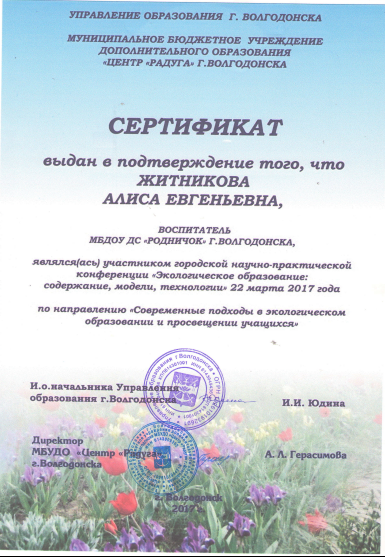 УПРАВЛЕНИЕ ОБРАЗОВАНИЯ Г. ВОЛГОДОНСКА
МУНИЦИПАЛЬНОЕ БЮДЖЕТНОЕ УЧРЕЖДЕНИЕ
ДОПОЛНИТЕЛЬНОГО ОБРАЗОВАНИЯ
«ЦЕНТР «РАДУГА» Г.ВОЛГОДОНСКА
СЕРТИФИКАТ
выдан в подтверждение того, что
ЖИТНИКОВА
АЛИСА ЕВГЕНЬЕВНА,
ВОСПИТАТЕЛЬ
МБДОУ ДС «РОДНИЧОК» Г.ВОЛГОДОНСКА,
являлся(ась) участником городской научно-практической
конференции «Экологическое образование:
содержание, модели, технологии» 22 марта 2017 года
по направлению «Современные подходы в экологическом
образовании и просвещении учащихся»
И.о.начальника Управления
образования г.Волгодонска
И.И. Юдина
Директор
МБУДО «Центр «Радуга»
г.Волгодонска
А. Л. Герасимова
г. Волгодонск
2017 г.